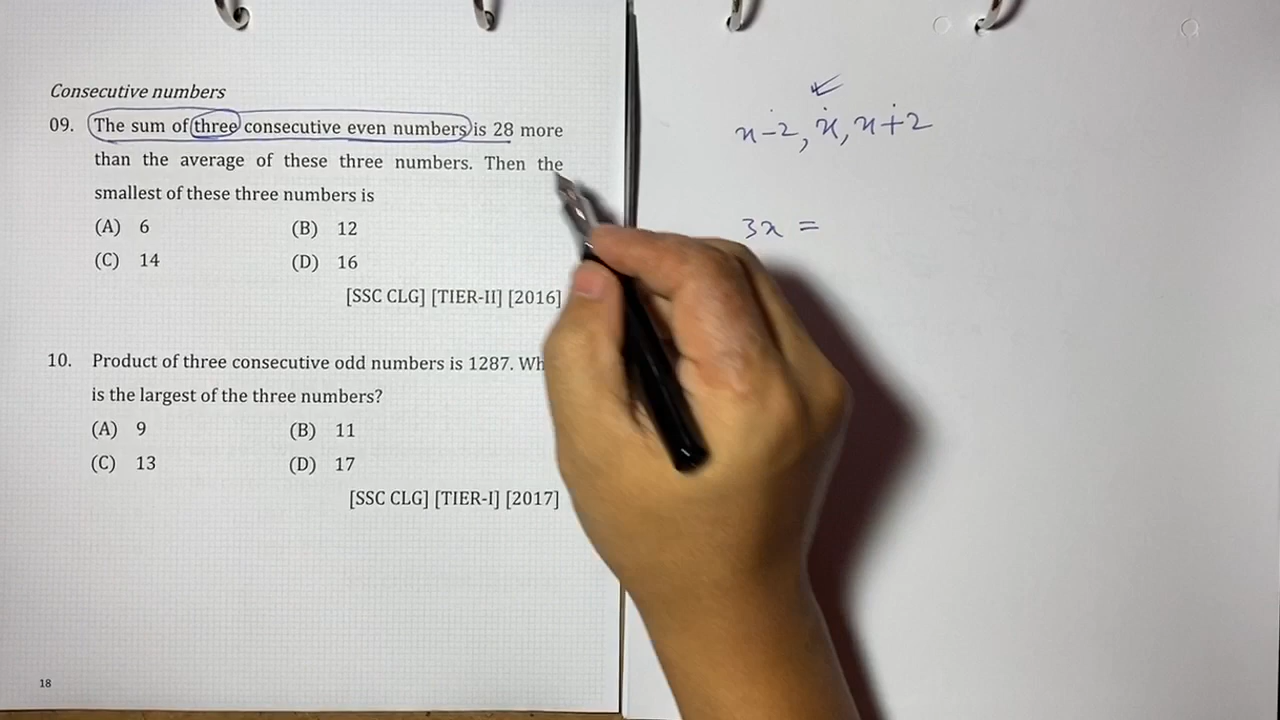 Consecutive numbers
09. The sum of three consecutive even numbers is 28 more
than the average of these three numbers. Then the
smallest of these three numbers is
(A) 6 (B) 12
(C) 14 (D) 16
[SSC CLG] [TIER-II] [2016]
10. Product of three consecutive odd numbers is 1287.
is the largest of the three numbers?
(A) 9 (B) 11
(C) 13 (D) 17
[SSC CLG] [TIER-I] [2017]
18
x-2, x, x+2
3x =